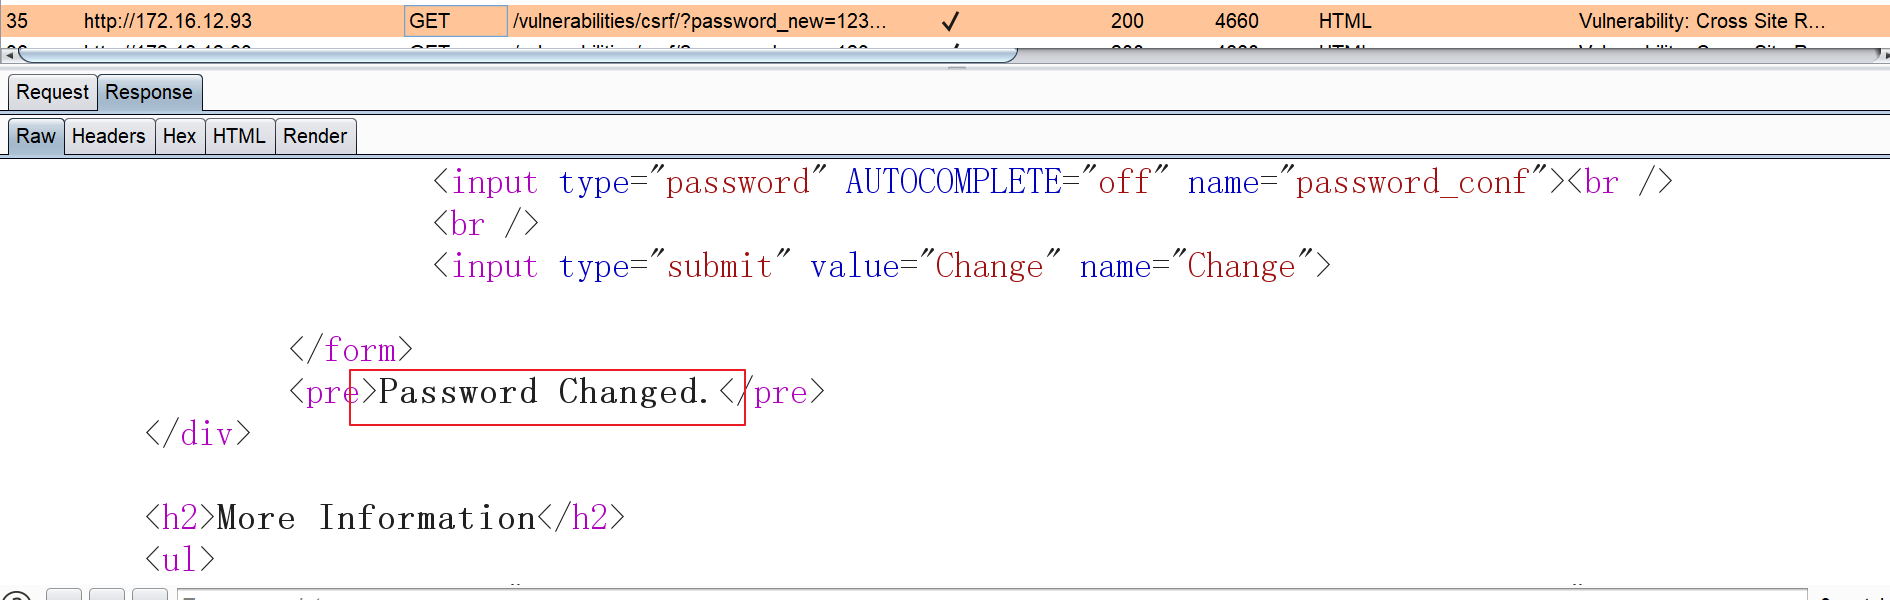 35 http://172.16.12.93 GET /vulnerabilities/csrf/?password_new=123... ✓ 200 4660 HTML Vulnerability: Cross Site R...
Request Response
Raw Headers Hex HTML Render
<input type="password" AUTOCOMPLETE="off" name="password_conf"><br />
<br />
<input type="submit" value="Change" name="Change">
</form>
<pre>Password Changed.</pre>
</div>
<h2>More Information</h2>
<ul>